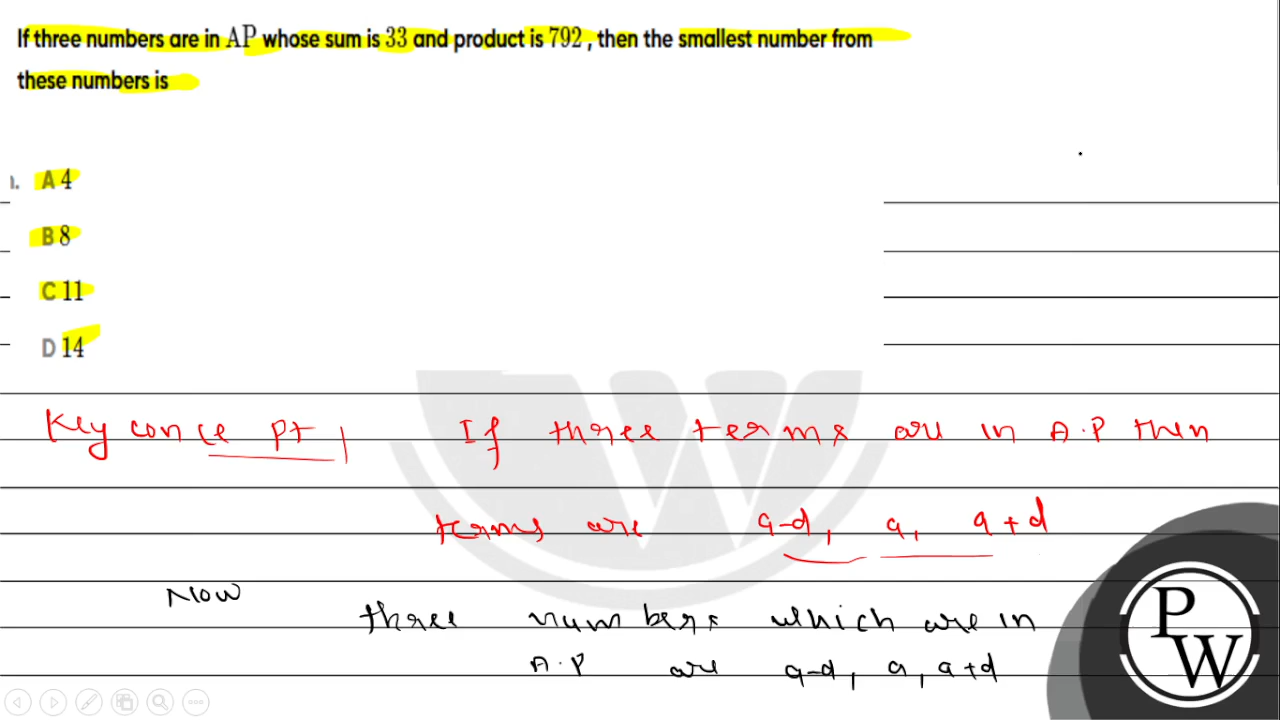 If three numbers are in AP whose sum is 33 and product is 792, then the smallest number from
these numbers is
A 4
B 8
C 11
D 14
Key concept If three terms are in A.P then
terms are a-d, a, a+d
Now three numbers which are in
A.P are a-d, a, a+d
P
W